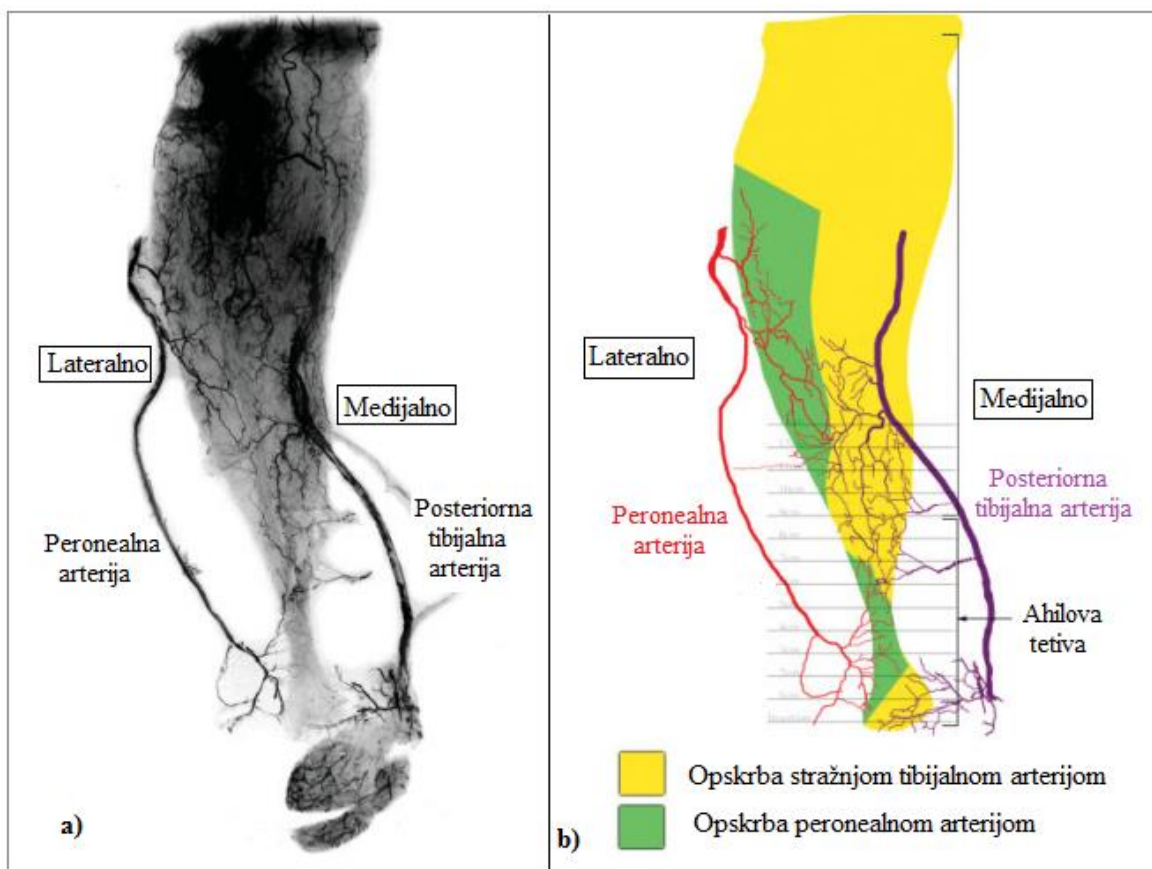 Lateralno
Medijalno
Peronealna
arterija
Posteriorna
tibijalna
arterija
a)
Lateralno
Medijalno
Peronealna
arterija
Posteriorna
tibijalna arterija
Ahilova
tetiva
Opskrba stražnjom tibijalnom arterijom
Opskrba peronealnom arterijom
b)